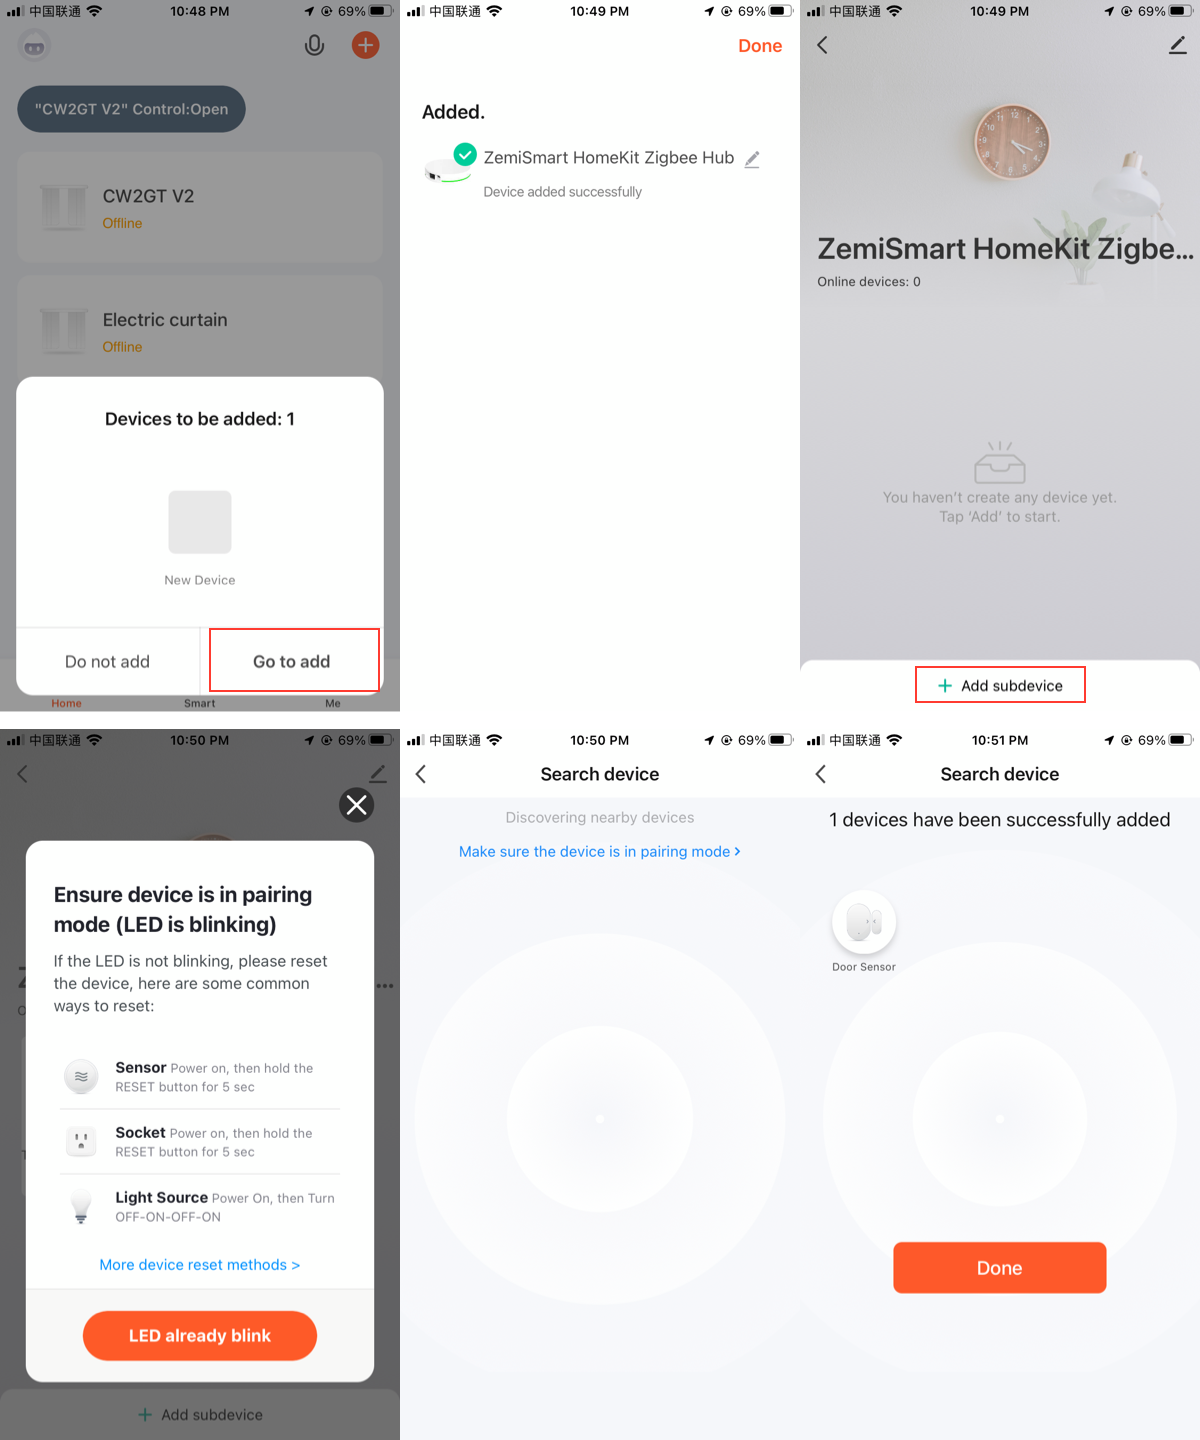 中国联通 10:48 PM 69%
"CW2GT V2" Control:Open
CW2GT V2
Offline
Electric curtain
Offline
Devices to be added: 1
New Device
Do not add
Go to add
Home
Smart
Me
中国联通 10:49 PM 69%
Done
Added.
ZemiSmart HomeKit Zigbee Hub
Device added successfully
中国联通 10:49 PM 69%
ZemiSmart HomeKit Zigbe...
Online devices: 0
You haven't create any device yet.
Tap ‘Add’ to start.
+ Add subdevice
中国联通 10:50 PM 69%
Ensure device is in pairing
mode (LED is blinking)
If the LED is not blinking, please reset
the device, here are some common
ways to reset:
Sensor Power on, then hold the
RESET button for 5 sec
Socket Power on, then hold the
RESET button for 5 sec
Light Source Power On, then Turn
OFF-ON-OFF-ON
More device reset methods >
LED already blink
+ Add subdevice
中国联通 10:50 PM 69%
Search device
Discovering nearby devices
Make sure the device is in pairing mode >
中国联通 10:51 PM 69%
Search device
1 devices have been successfully added
Door Sensor
Done